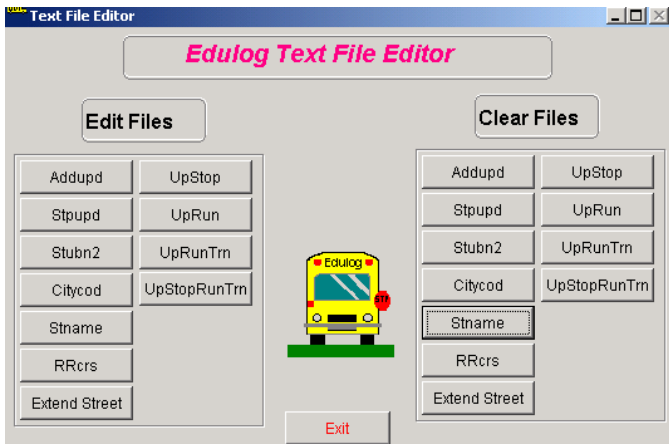 Text File Editor
Edulog Text File Editor
Edit Files
Addupd UpStop
Stpupd UpRun
Stubn2 UpRunTrn
Citycod UpStopRunTrn
Stname
RRcrs
Extend Street
Edulog
Clear Files
Addupd UpStop
Stpupd UpRun
Stubn2 UpRunTrn
Citycod UpStopRunTrn
Stname
RRcrs
Extend Street
Exit